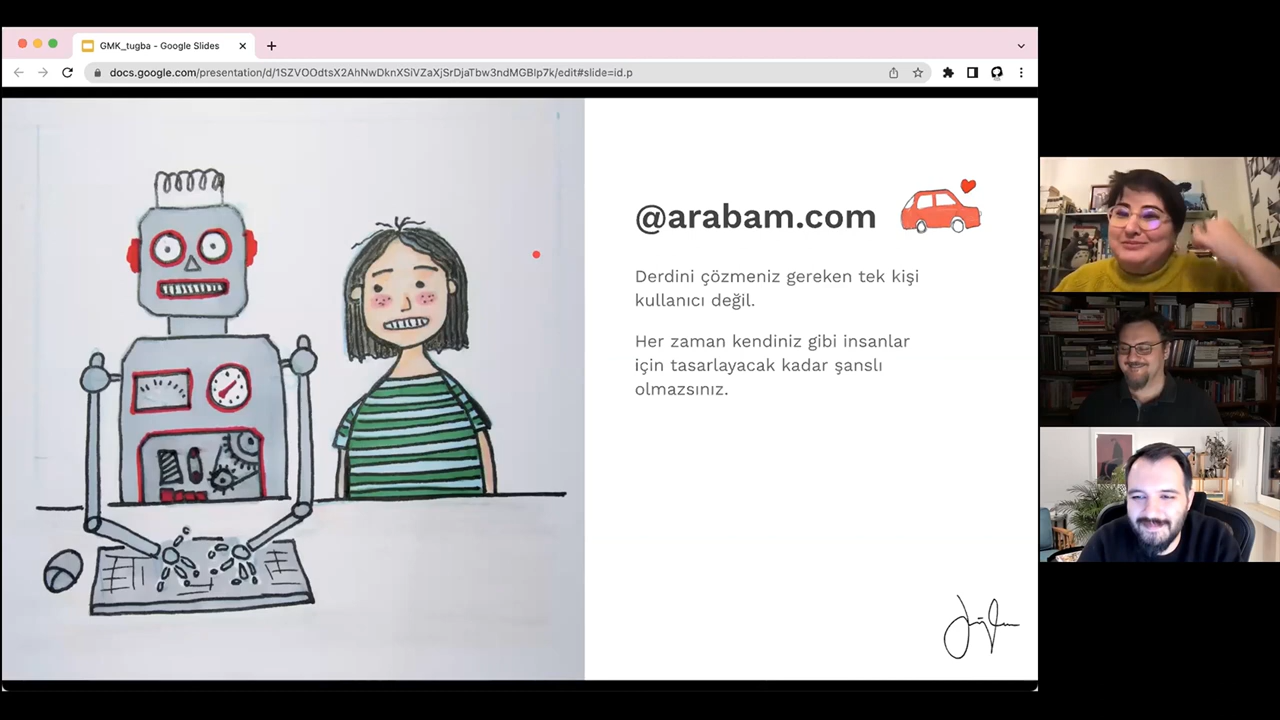 GMK_tugba - Google Slides
docs.google.com/presentation/d/1SZVOOdtsX2AhNwDknXSiVZaXjSrDjaTbw3ndMGBlp7k/edit#slide=id.p
@arabam.com
Derdini çözmeniz gereken tek kişi
kullanıcı değil.
Her zaman kendiniz gibi insanlar
için tasarlayacak kadar şanslı
olmazsınız.